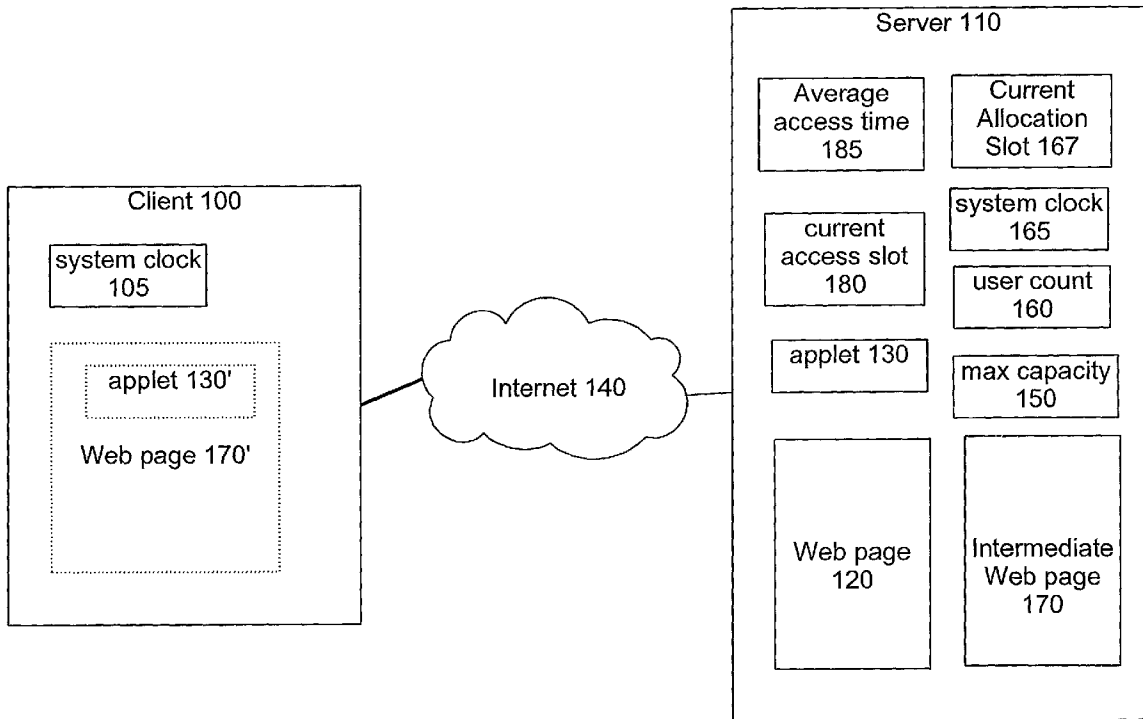 Client 100
system clock
105
applet 130'
Web page 170'
Internet 140
Server 110
Average
access time
185
Current
Allocation
Slot 167
current
access slot
180
system clock
165
user count
160
applet 130
max capacity
150
Web page
120
Intermediate
Web page
170